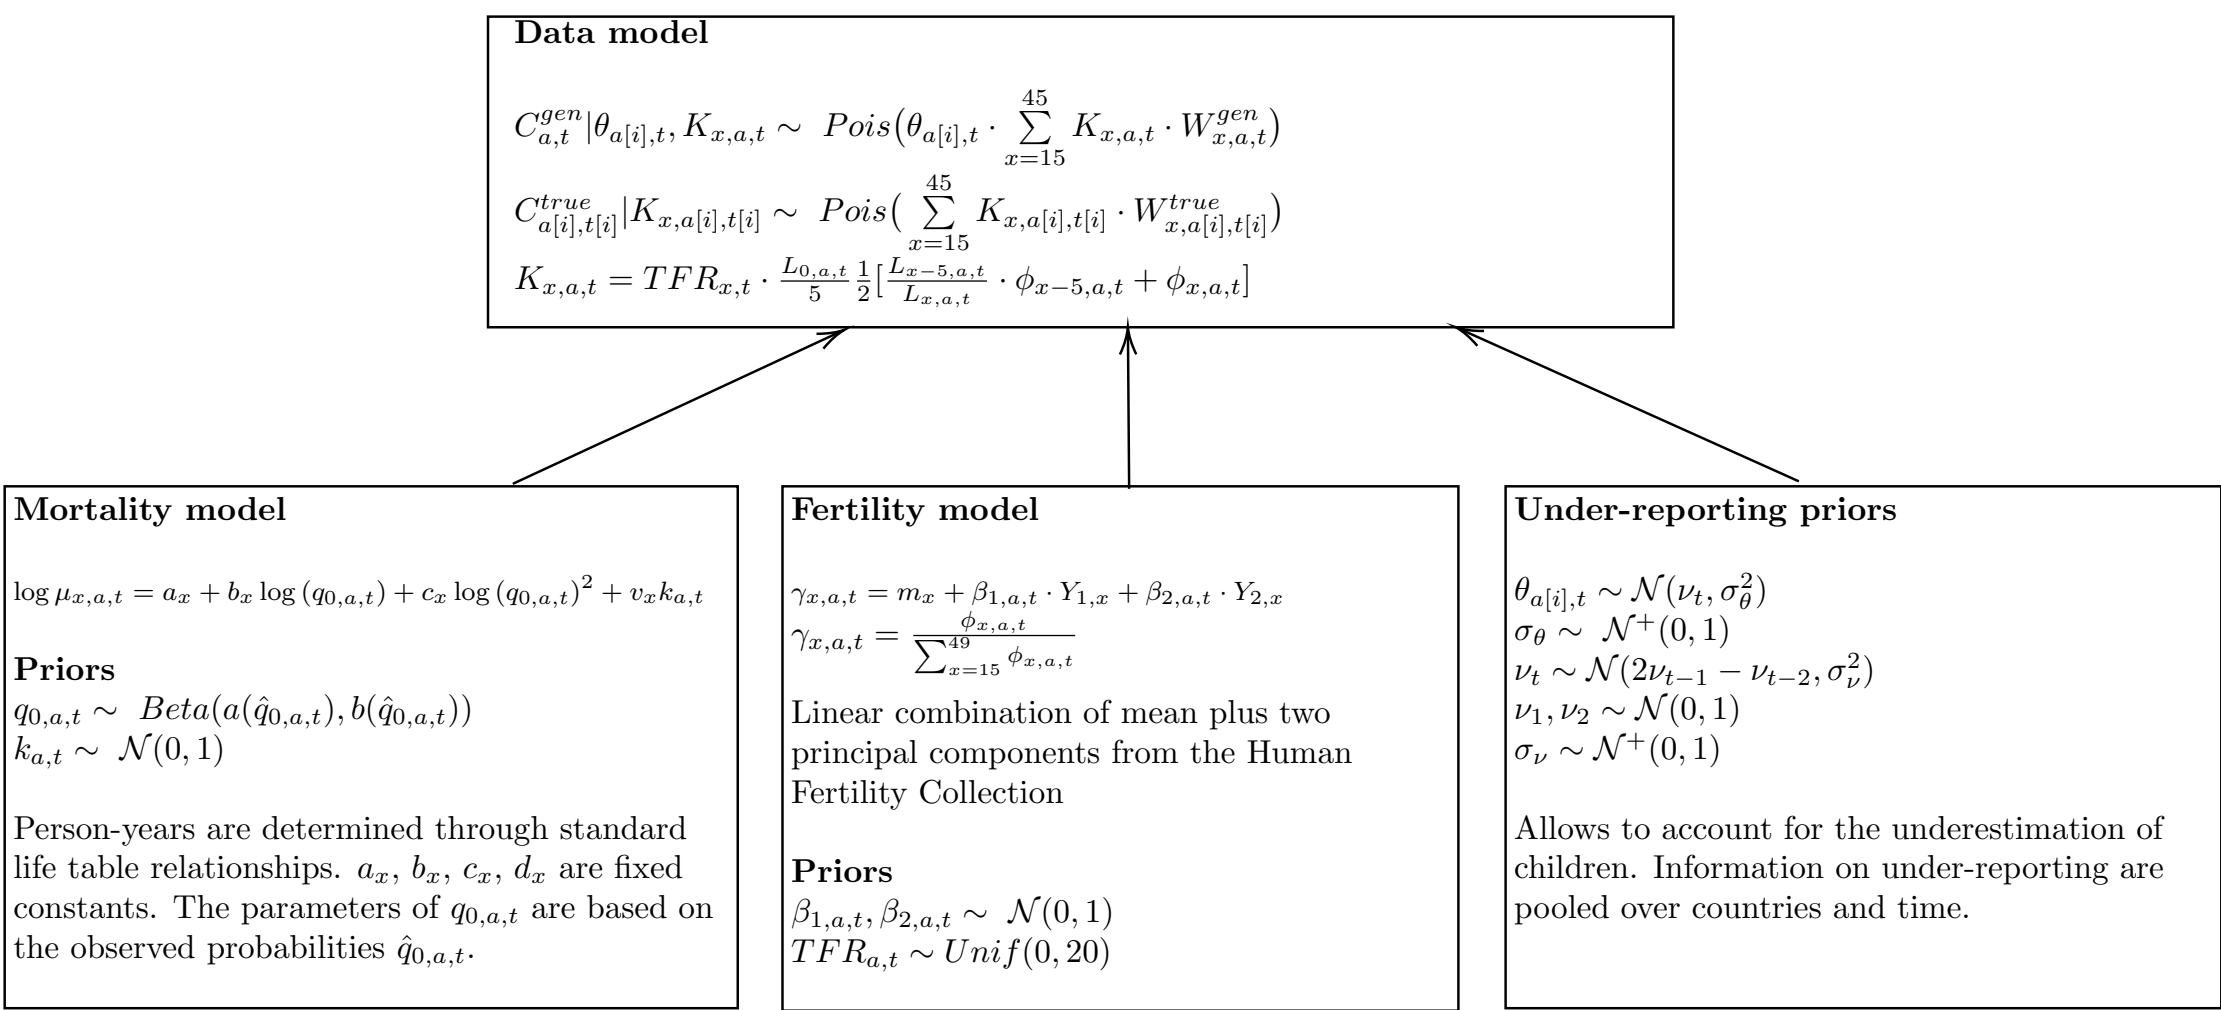 Data model
C^{gen}_{a,t}|θ_{a[i],t}, K_{x,a,t} ∼ Pois(θ_{a[i],t} · ∑_{x=15}^{45} K_{x,a,t} · W^{gen}_{x,a,t})
C^{true}_{a[i],t[i]}|K_{x,a[i],t[i]} ∼ Pois(∑_{x=15}^{45} K_{x,a[i],t[i]} · W^{true}_{x,a[i],t[i]})
K_{x,a,t} = TFR_{x,t} · \frac{L_{0,a,t}}{5} \frac{1}{2}[\frac{L_{x−5,a,t}}{L_{x,a,t}} · ϕ_{x−5,a,t} + ϕ_{x,a,t}]
Mortality model
log μ_{x,a,t} = a_x + b_x log (q_{0,a,t}) + c_x log (q_{0,a,t})^2 + v_x k_{a,t}
Priors
q_{0,a,t} ∼ Beta(a(q̂_{0,a,t}), b(q̂_{0,a,t}))
k_{a,t} ∼ N(0, 1)
Person-years are determined through standard
life table relationships. a_x, b_x, c_x, d_x are fixed
constants. The parameters of q_{0,a,t} are based on
the observed probabilities q̂_{0,a,t}.
Fertility model
γ_{x,a,t} = m_x + β_{1,a,t} · Y_{1,x} + β_{2,a,t} · Y_{2,x}
γ_{x,a,t} = \frac{ϕ_{x,a,t}}{∑_{x=15}^{49} ϕ_{x,a,t}}
Linear combination of mean plus two
principal components from the Human
Fertility Collection
Priors
β_{1,a,t}, β_{2,a,t} ∼ N(0, 1)
TFR_{a,t} ∼ Unif(0, 20)
Under-reporting priors
θ_{a[i],t} ∼ N(ν_t, σ^2_θ)
σ_θ ∼ N^+(0, 1)
ν_t ∼ N(2ν_{t−1} − ν_{t−2}, σ^2_ν)
ν_1, ν_2 ∼ N(0, 1)
σ_ν ∼ N^+(0, 1)
Allows to account for the underestimation of
children. Information on under-reporting are
pooled over countries and time.